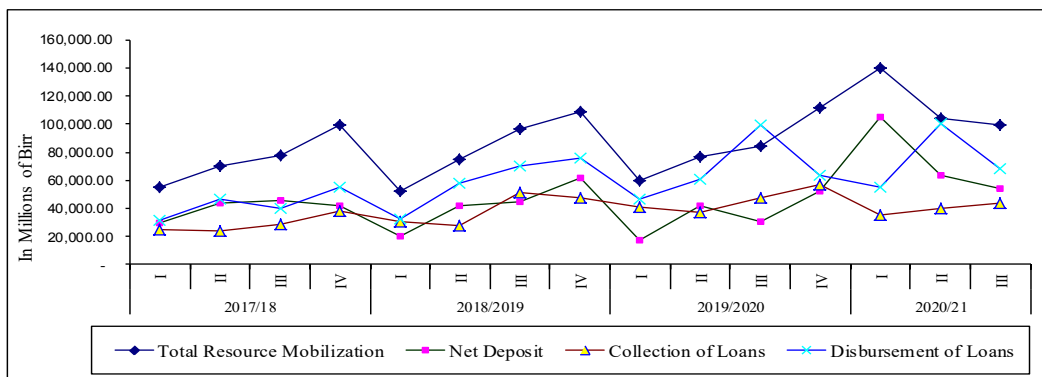 160,000.00
140,000.00
120,000.00
100,000.00
80,000.00
60,000.00
40,000.00
20,000.00
-
In Millions of Birr
I II III IV I II III IV I II III IV I II III
2017/18 2018/2019 2019/2020 2020/21
Total Resource Mobilization Net Deposit Collection of Loans Disbursement of Loans